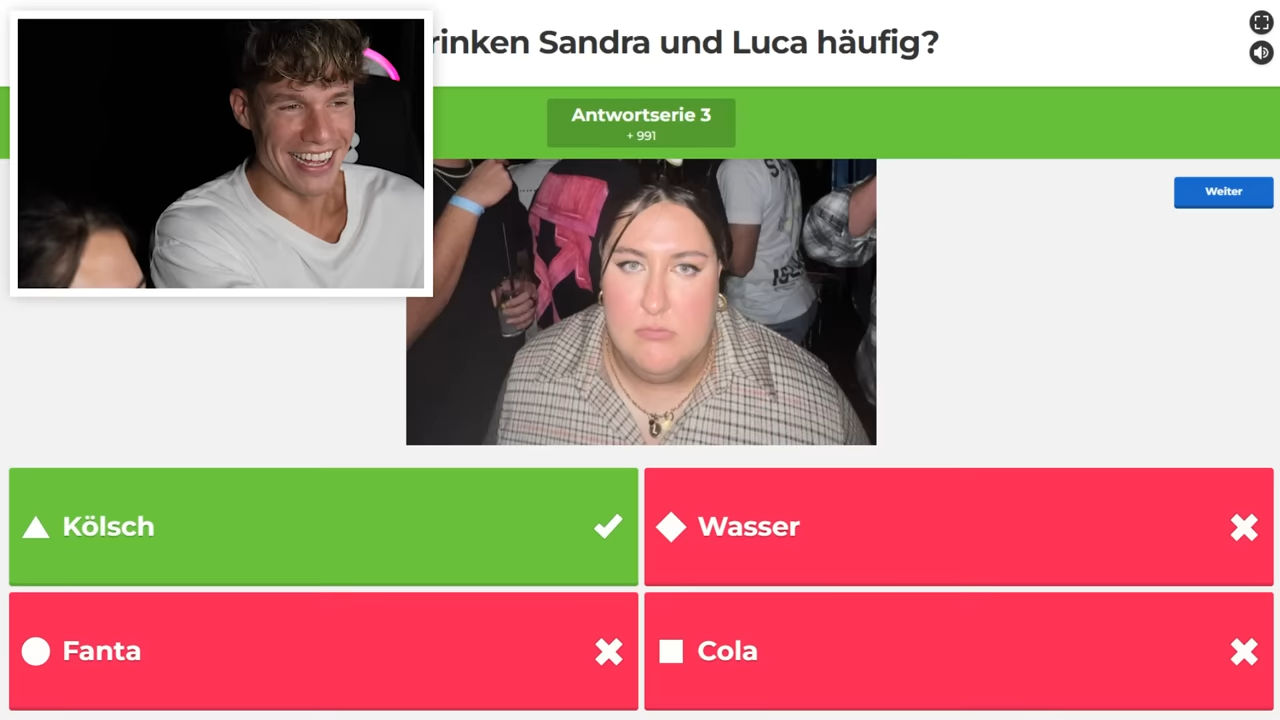 rinken Sandra und Luca häufig?
Antwortserie 3
+ 991
Weiter
Kölsch
Wasser
Fanta
Cola